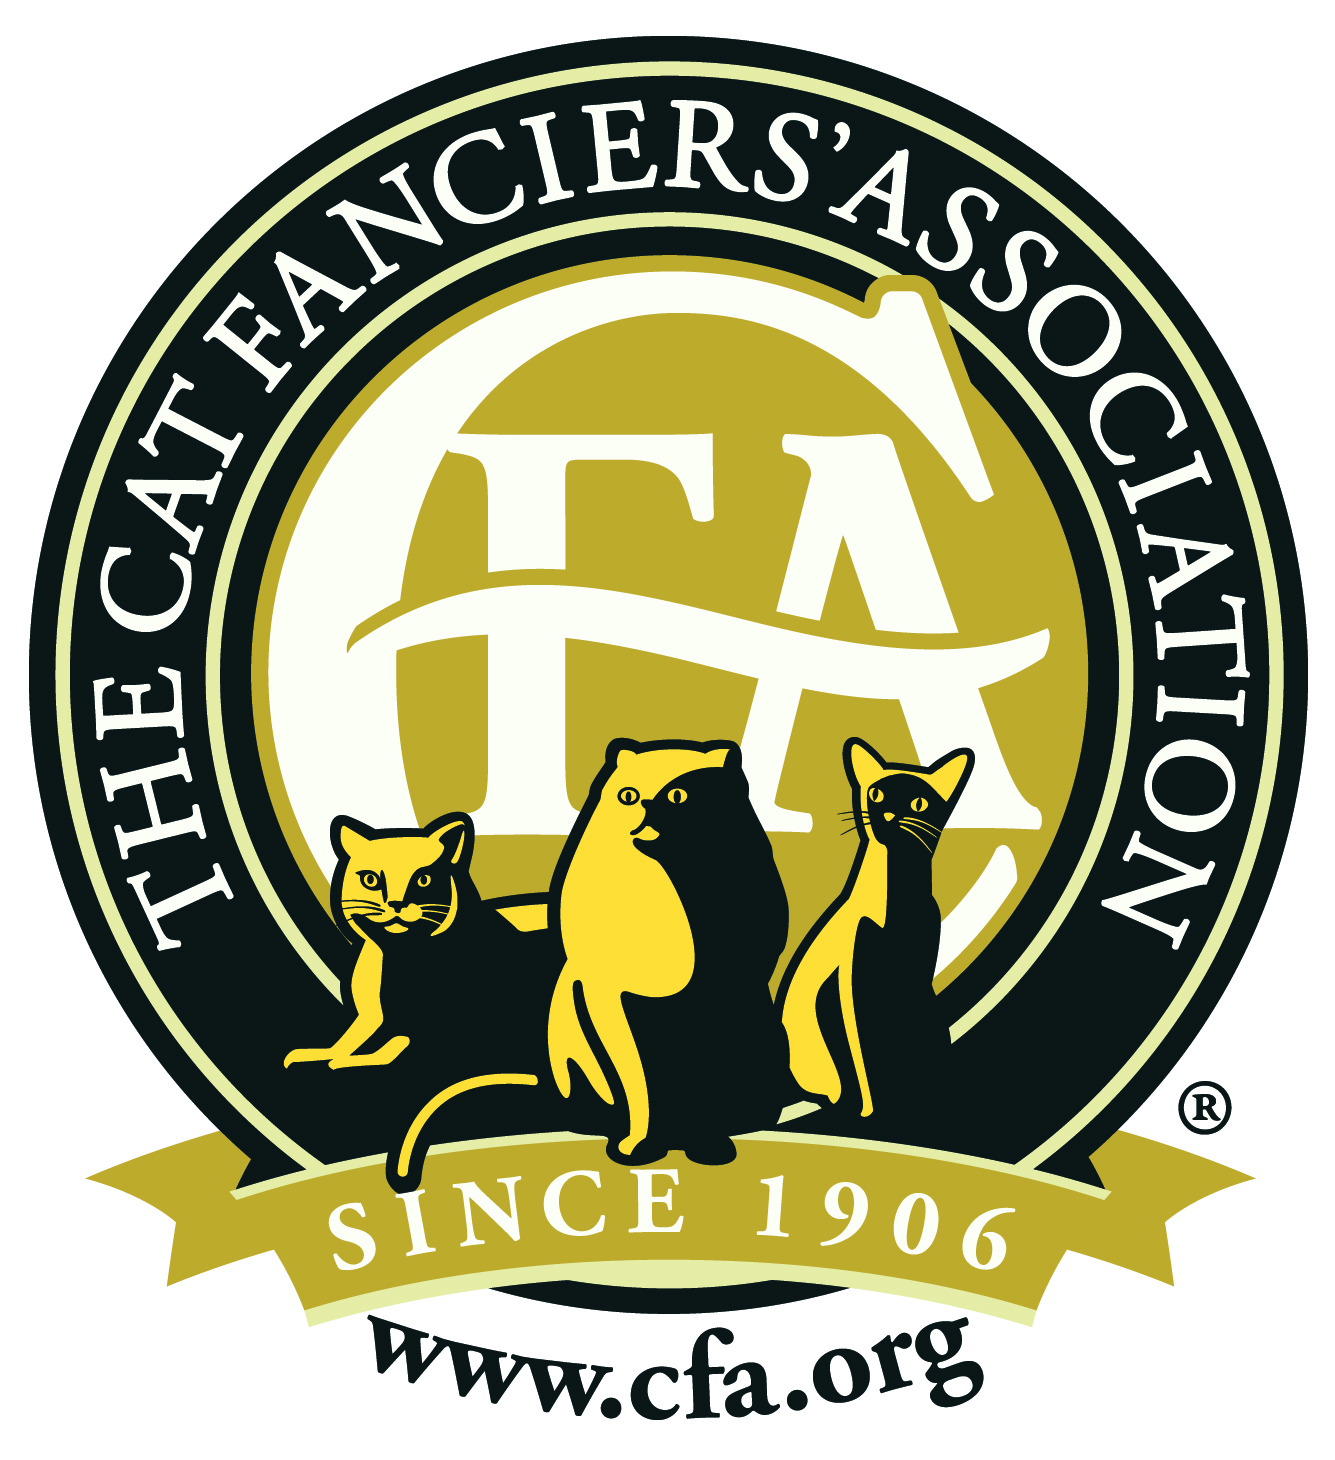 THE CAT FANCIERS’ ASSOCIATION
CFA
SINCE 1906
®
www.cfa.org